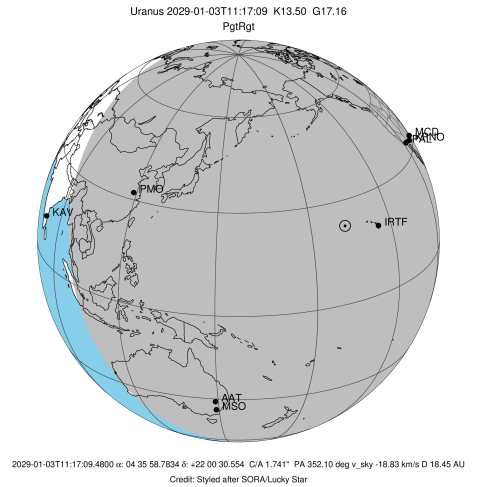 Uranus 2029-01-03T11:17:09 K13.50 G17.16
PgtRgt
MCD
KPNO
PAL
PMO
KAV
IRTF
AAT
MSO
2029-01-03T11:17:09.4800 α: 04 35 58.7834 δ: +22 00 30.554 C/A 1.741" PA 352.10 deg v_sky -18.83 km/s D 18.45 AU
Credit: Styled after SORA/Lucky Star